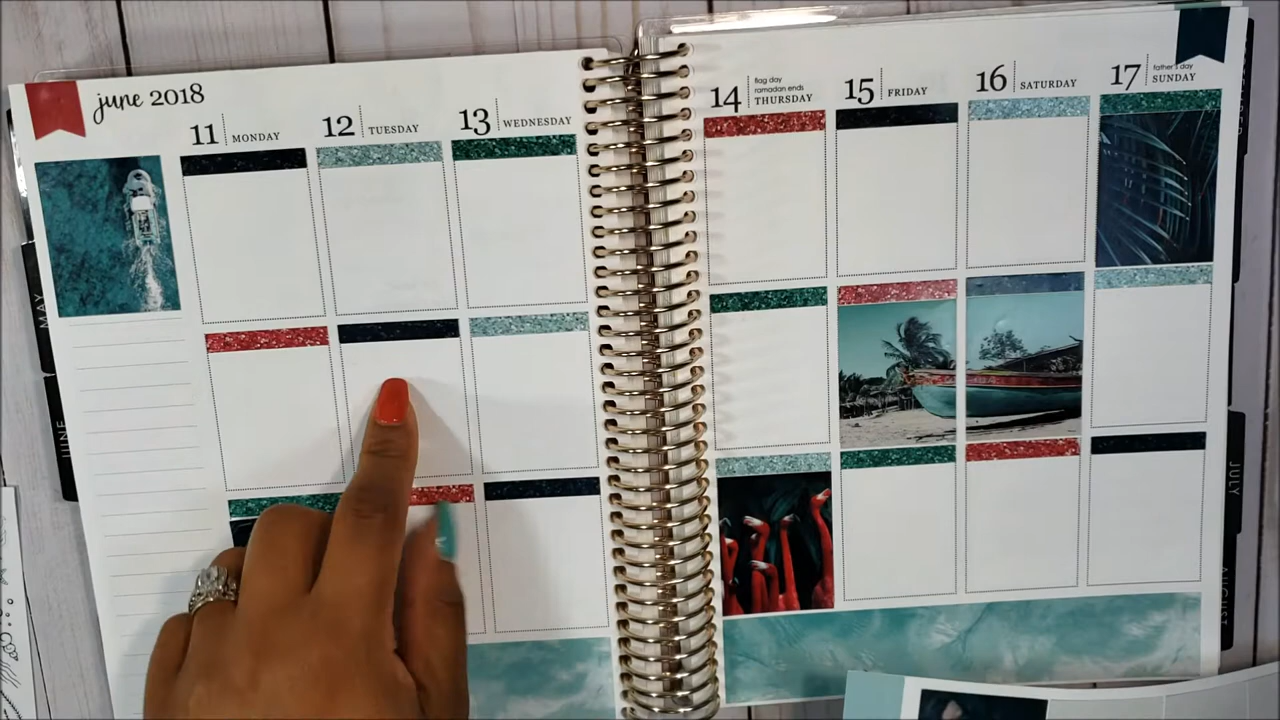 june 2018
11 MONDAY
12 TUESDAY
13 WEDNESDAY
14 flag day
ramadan ends
THURSDAY
15 FRIDAY
16 SATURDAY
17 father's day
SUNDAY
MAY
JUNE
JULY
AUGUST